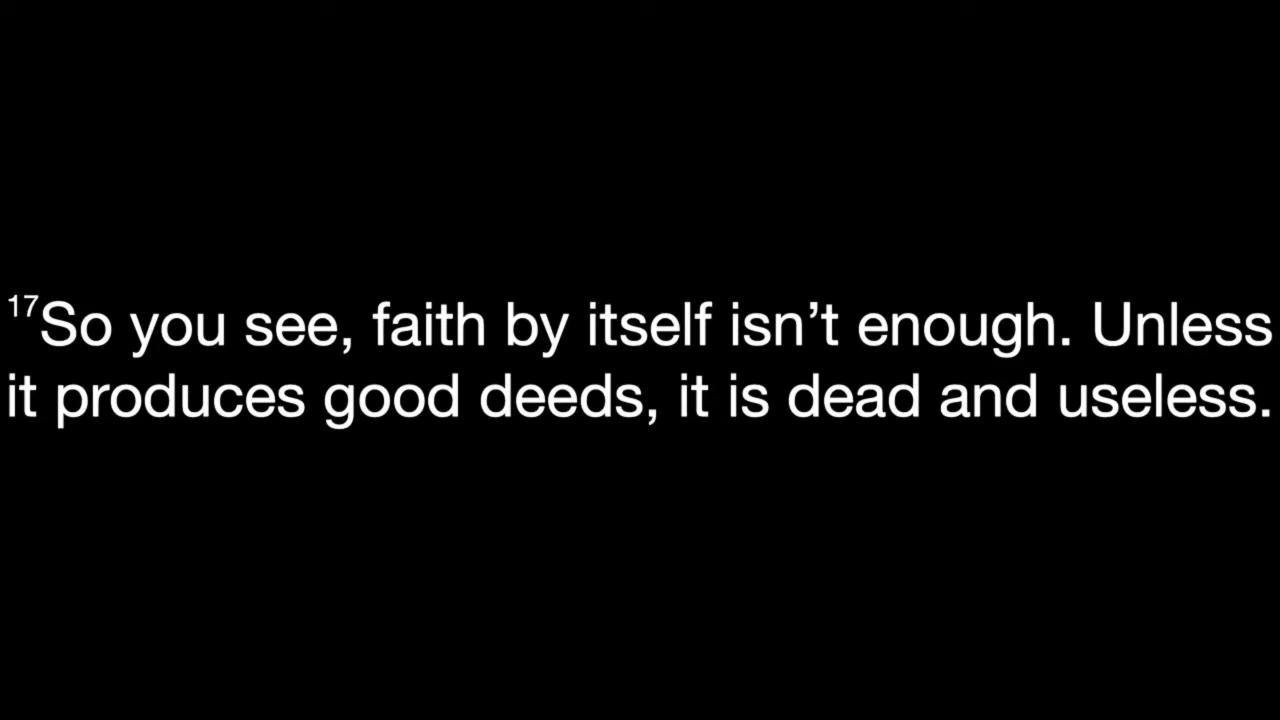 17So you see, faith by itself isn’t enough. Unless
it produces good deeds, it is dead and useless.